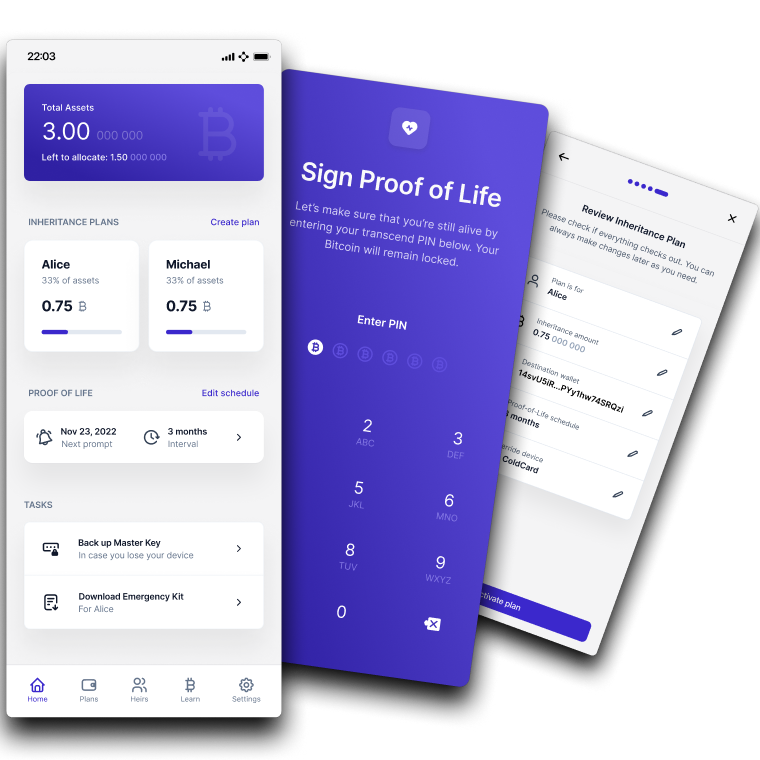 22:03
Total Assets
3.00 000 000
Left to allocate: 1.50 000 000
INHERITANCE PLANS
Create plan
Alice
33% of assets
0.75 ₿
Michael
33% of assets
0.75 ₿
PROOF OF LIFE
Edit schedule
Nov 23, 2022
Next prompt
3 months
Interval
TASKS
Back up Master Key
In case you lose your device
Download Emergency Kit
For Alice
Home
Plans
Heirs
Learn
Settings
Sign Proof of Life
Let's make sure that you're still alive by
entering your transcend PIN below. Your
Bitcoin will remain locked.
Enter PIN
2
ABC
3
DEF
5
JKL
6
MNO
8
TUV
9
WXYZ
0
Review Inheritance Plan
Please check if everything checks out. You can
always make changes later as you need.
Plan is for
Alice
Inheritance amount
0.75 000 000
Destination wallet
14svU5iR...PYy1hw74SRQzi
Proof-of-Life schedule
months
device
ColdCard
plan